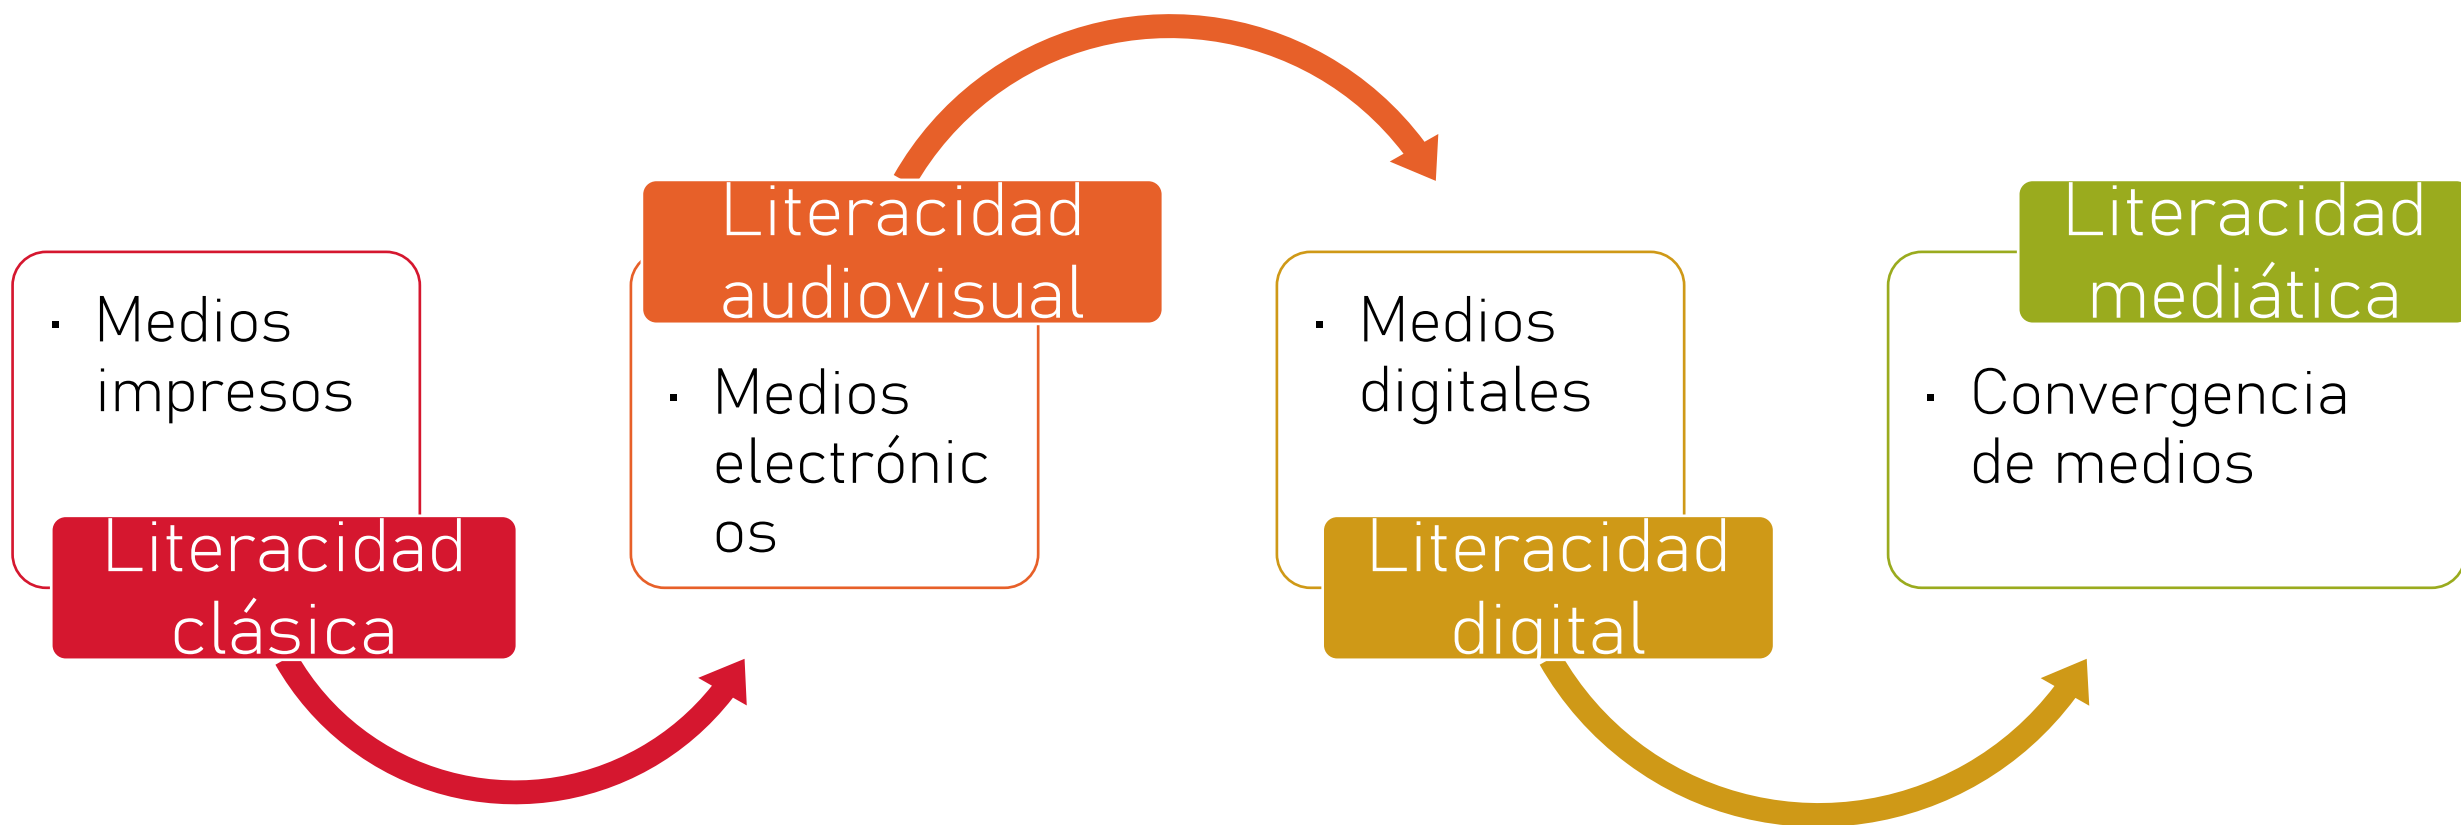 Medios
impresos
Literacidad
clásica
Literacidad
audiovisual
Medios
electrónic
os
Medios
digitales
Literacidad
digital
Literacidad
mediática
Convergencia
de medios